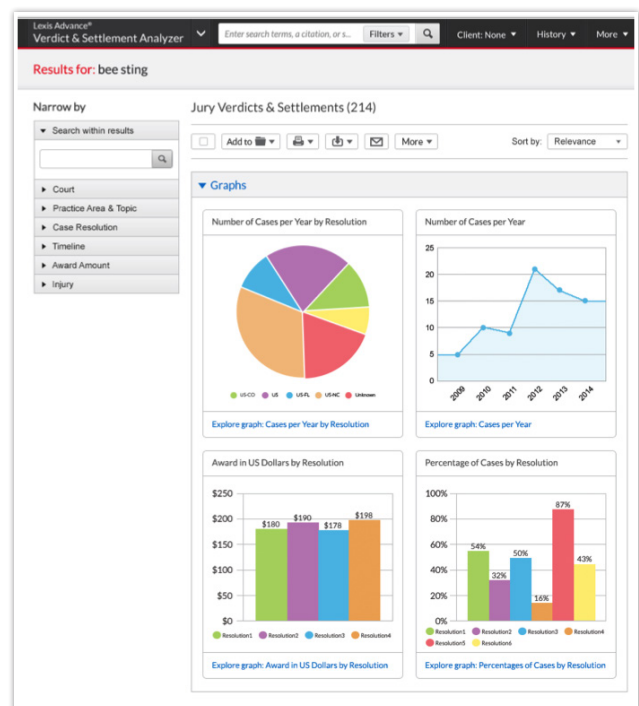 Lexis Advance®
Verdict & Settlement Analyzer
Enter search terms, a citation, or s...
Filters
Client: None
History
More
Results for: bee sting
Narrow by
Search within results
Court
Practice Area & Topic
Case Resolution
Timeline
Award Amount
Injury
Jury Verdicts & Settlements (214)
Add to
More
Sort by: Relevance
Graphs
Number of Cases per Year by Resolution
US-CO US US-FL US-NC Unknown
Explore graph: Cases per Year by Resolution
Number of Cases per Year
25
20
15
10
5
0
2009 2010 2011 2012 2013 2014
Explore graph: Cases per Year
Award in US Dollars by Resolution
$250
$200
$150
$100
$50
$0
$180 $190 $178 $198
Resolution1 Resolution2 Resolution3 Resolution4
Explore graph: Award in US Dollars by Resolution
Percentage of Cases by Resolution
100%
80%
60%
40%
20%
0%
54% 32% 50% 16% 87% 43%
Resolution1 Resolution2 Resolution3 Resolution4
Resolution5 Resolution6
Explore graph: Percentages of Cases by Resolution